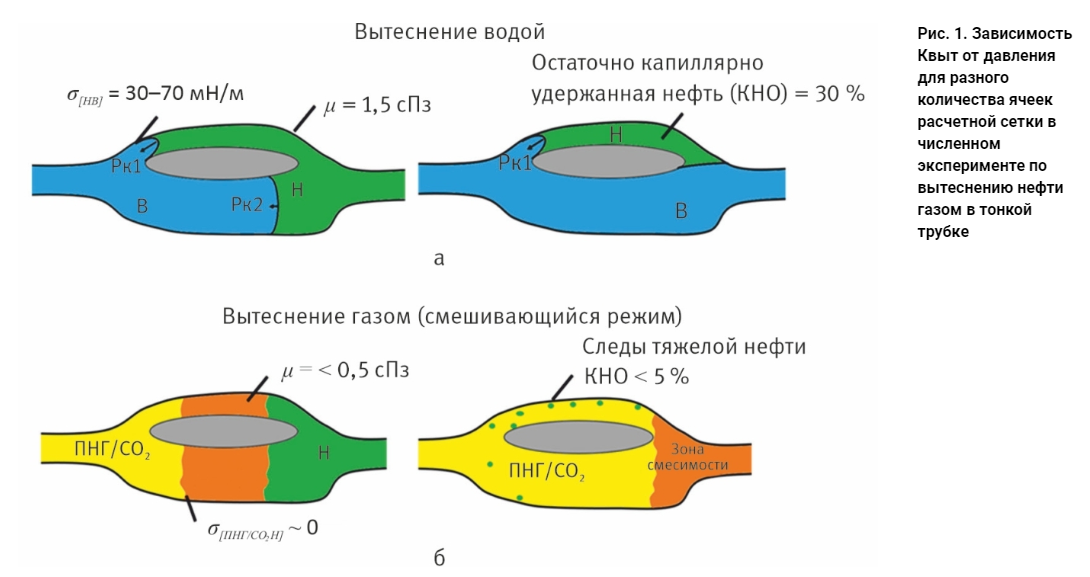 Вытеснение водой
σ[НВ] = 30–70 мН/м
μ = 1,5 сПз
Остаточно капиллярно
удержанная нефть (КНО) = 30 %
Рк1
В
Рк2
Н
Рк1
Н
В
а
Вытеснение газом (смешивающийся режим)
μ = < 0,5 сПз
Следы тяжелой нефти
КНО < 5 %
ПНГ/CO2
Н
σ[ПНГ/CO2Н] ~ 0
ПНГ/CO2
Зона
смесимости
б
Рис. 1. Зависимость
Квыт от давления
для разного
количества ячеек
расчетной сетки в
численном
эксперименте по
вытеснению нефти
газом в тонкой
трубке